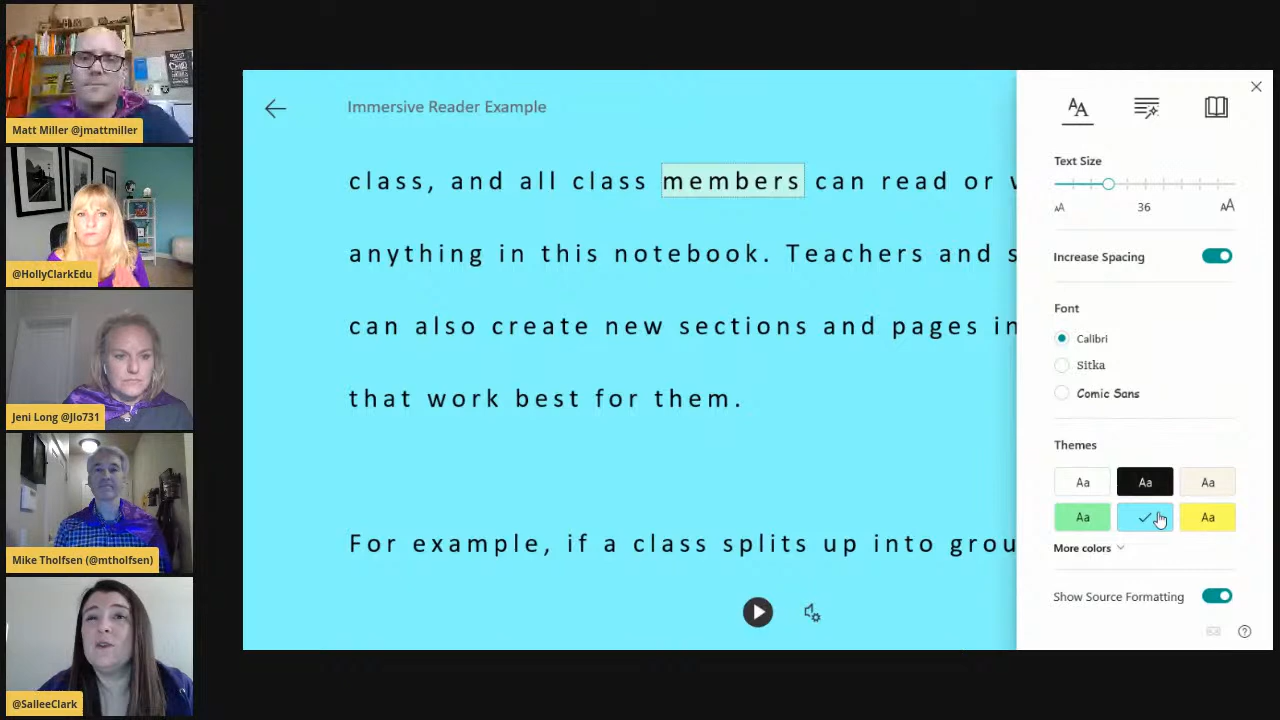 Matt Miller @jmattmiller
@HollyClarkEdu
Jeni Long @Jlo731
Mike Tholfsen (@mtholfsen)
@SalleeClark
Immersive Reader Example
class, and all class members can read or
anything in this notebook. Teachers and s
can also create new sections and pages in
that work best for them.
For example, if a class splits up into grou
AA
Text Size
AA
36
AA
Increase Spacing
Font
Calibri
Sitka
Comic Sans
Themes
Aa Aa Aa
Aa Aa
More colors
Show Source Formatting